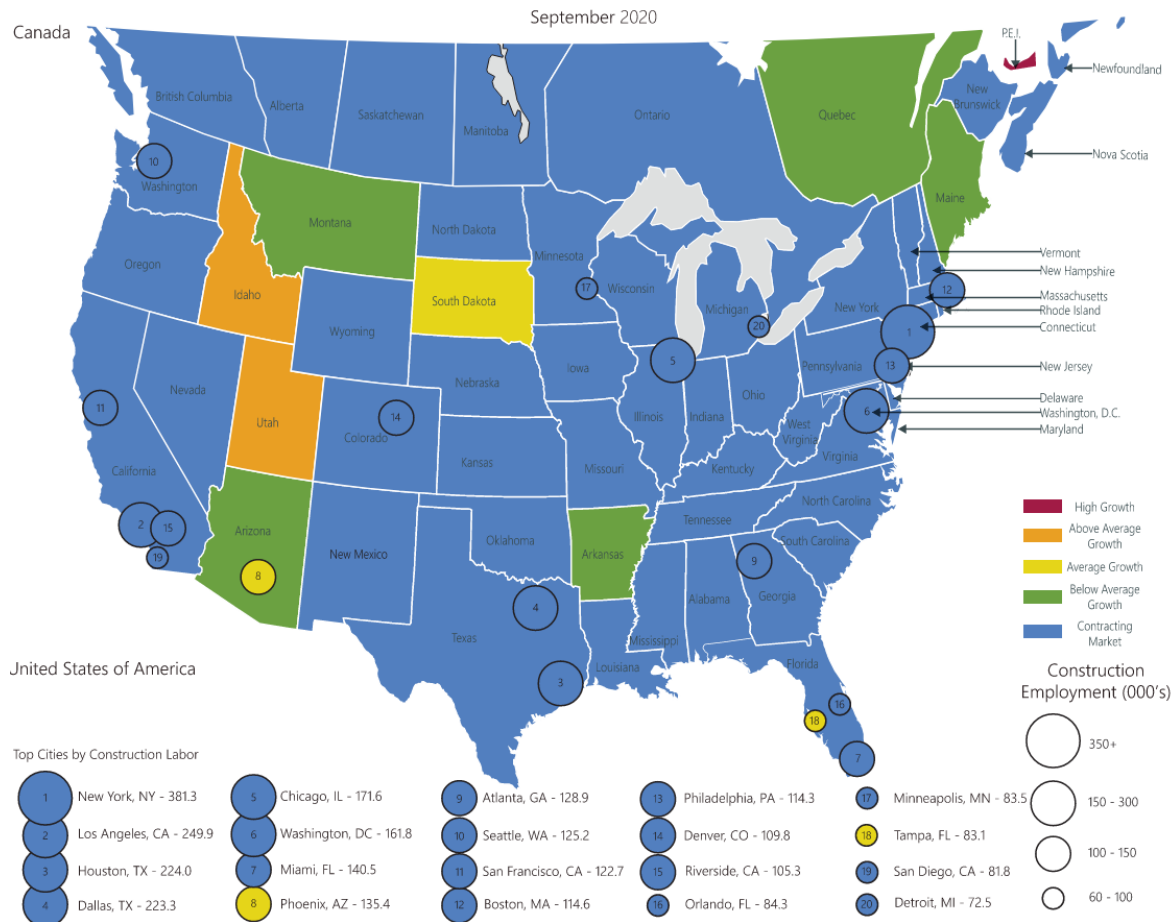 September 2020
Canada
P.E.I.
Newfoundland
British Columbia
Alberta
Saskatchewan
Manitoba
Ontario
Quebec
New
Brunswick
Nova Scotia
10
Washington
Montana
North Dakota
Minnesota
Maine
Vermont
New Hampshire
Oregon
Idaho
South Dakota
17
Wisconsin
Michigan
12
Massachusetts
Rhode Island
Wyoming
20
New York
1
Connecticut
5
Pennsylvania
13
New Jersey
Nevada
Nebraska
Iowa
Ohio
Delaware
11
14
Illinois
Indiana
6
Washington, D.C.
Utah
Colorado
West
Virginia
Maryland
California
Kansas
Missouri
Kentucky
Virginia
North Carolina
2
15
Arizona
New Mexico
Oklahoma
Tennessee
South Carolina
19
8
Arkansas
9
4
Alabama
Georgia
Texas
Mississippi
3
Louisiana
Florida
16
18
7
High Growth
Above Average
Growth
Average Growth
Below Average
Growth
Contracting
Market
United States of America
Construction
Employment (000's)
350+
150 - 300
100 - 150
60 - 100
Top Cities by Construction Labor
1 New York, NY - 381.3
2 Los Angeles, CA - 249.9
3 Houston, TX - 224.0
4 Dallas, TX - 223.3
5 Chicago, IL - 171.6
6 Washington, DC - 161.8
7 Miami, FL - 140.5
8 Phoenix, AZ - 135.4
9 Atlanta, GA - 128.9
10 Seattle, WA - 125.2
11 San Francisco, CA - 122.7
12 Boston, MA - 114.6
13 Philadelphia, PA - 114.3
14 Denver, CO - 109.8
15 Riverside, CA - 105.3
16 Orlando, FL - 84.3
17 Minneapolis, MN - 83.5
18 Tampa, FL - 83.1
19 San Diego, CA - 81.8
20 Detroit, MI - 72.5